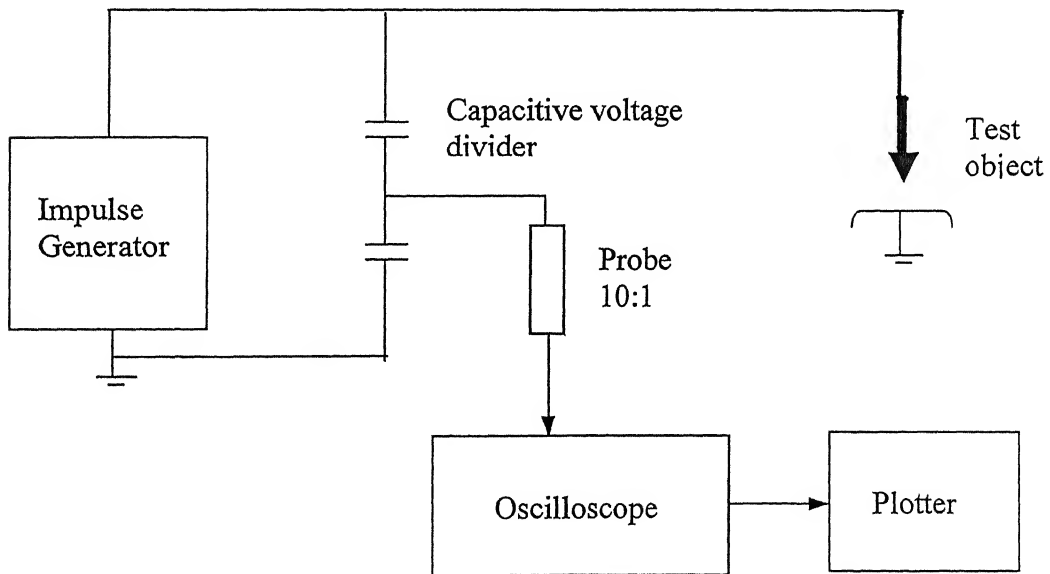 Capacitive voltage
divider
Test
object
Impulse
Generator
Probe
10:1
Oscilloscope
Plotter